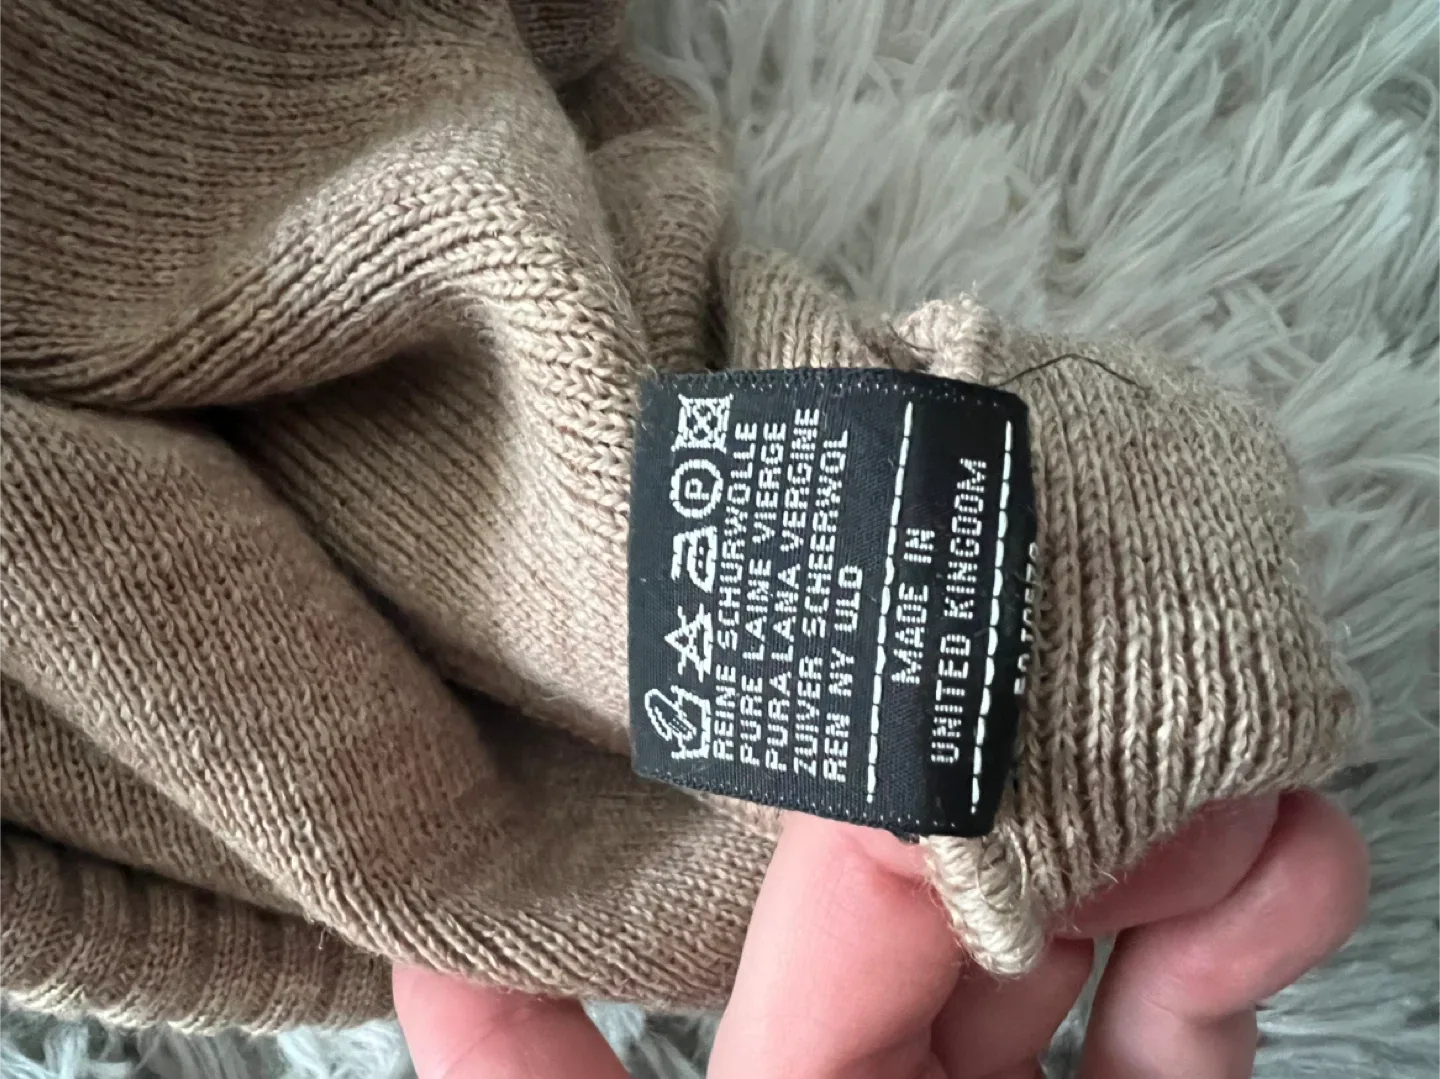 REINE SCHURWOLLE
PURE LAINE VIERGE
PURA LANA VERGINE
ZUIVER SCHEERWOL
REN NY ULD
MADE IN
UNITED KINGDOM